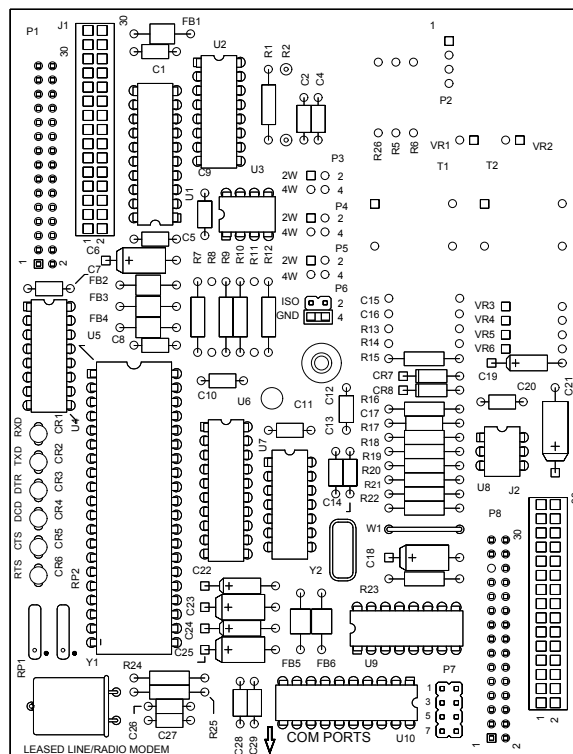 P1
J1
30
30
FB1
C1
U2
R1
R2
C2
C4
1
P2
R26
R5
R6
VR1
VR2
T1
T2
U1
C9
U3
P3
2W
2
4W
4
P4
2W
2
4W
4
P5
2W
2
4W
4
P6
ISO
2
GND
4
C5
C6
1
2
1
2
C7
FB2
FB3
FB4
C8
R7
R8
R9
R10
R11
R12
U5
U4
C15
C16
R13
R14
R15
CR7
CR8
VR3
VR4
VR5
VR6
C19
C20
C21
C10
U6
C11
C12
C13
R16
C17
R17
R18
R19
R20
R21
R22
RXD
CR1
TXD
CR2
DTR
CR3
DCD
CR4
CTS
CR5
RTS
CR6
RP2
U7
C14
U8
J2
P8
30
W1
C18
Y2
R23
C22
C23
C24
C25
FB5
FB6
U9
RP1
Y1
R24
R25
C26
C27
C28
C29
P7
1
3
5
7
U10
COM PORTS
1
2
1
2
LEASED LINE/RADIO MODEM